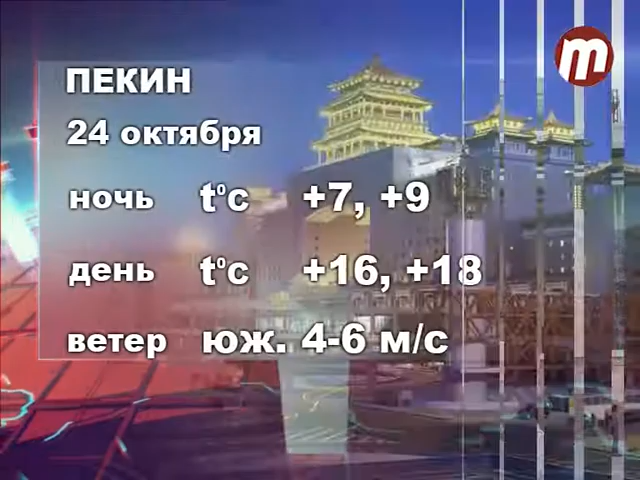 m
ПЕКИН
24 октября
ночь t°c +7, +9
день t°c +16, +18
ветер юж. 4-6 м/с